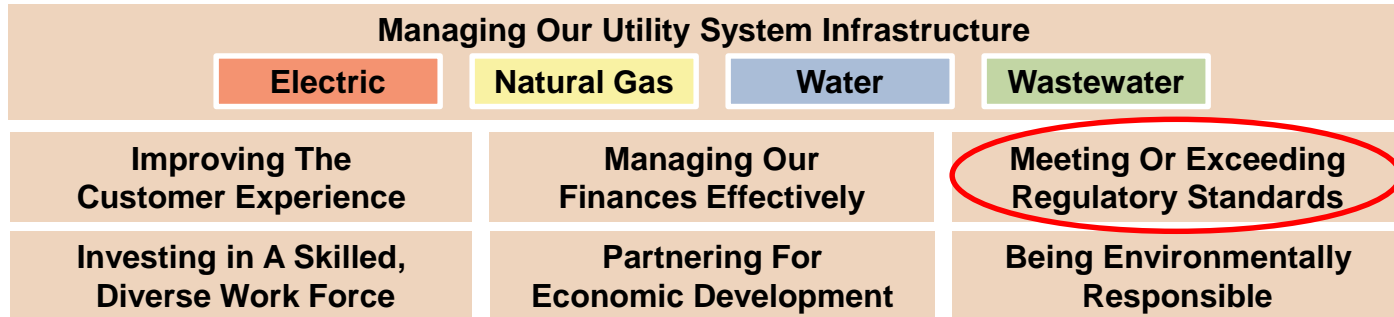 Managing Our Utility System Infrastructure
Electric
Natural Gas
Water
Wastewater
Improving The
Customer Experience
Managing Our
Finances Effectively
Meeting Or Exceeding
Regulatory Standards
Investing in A Skilled,
Diverse Work Force
Partnering For
Economic Development
Being Environmentally
Responsible